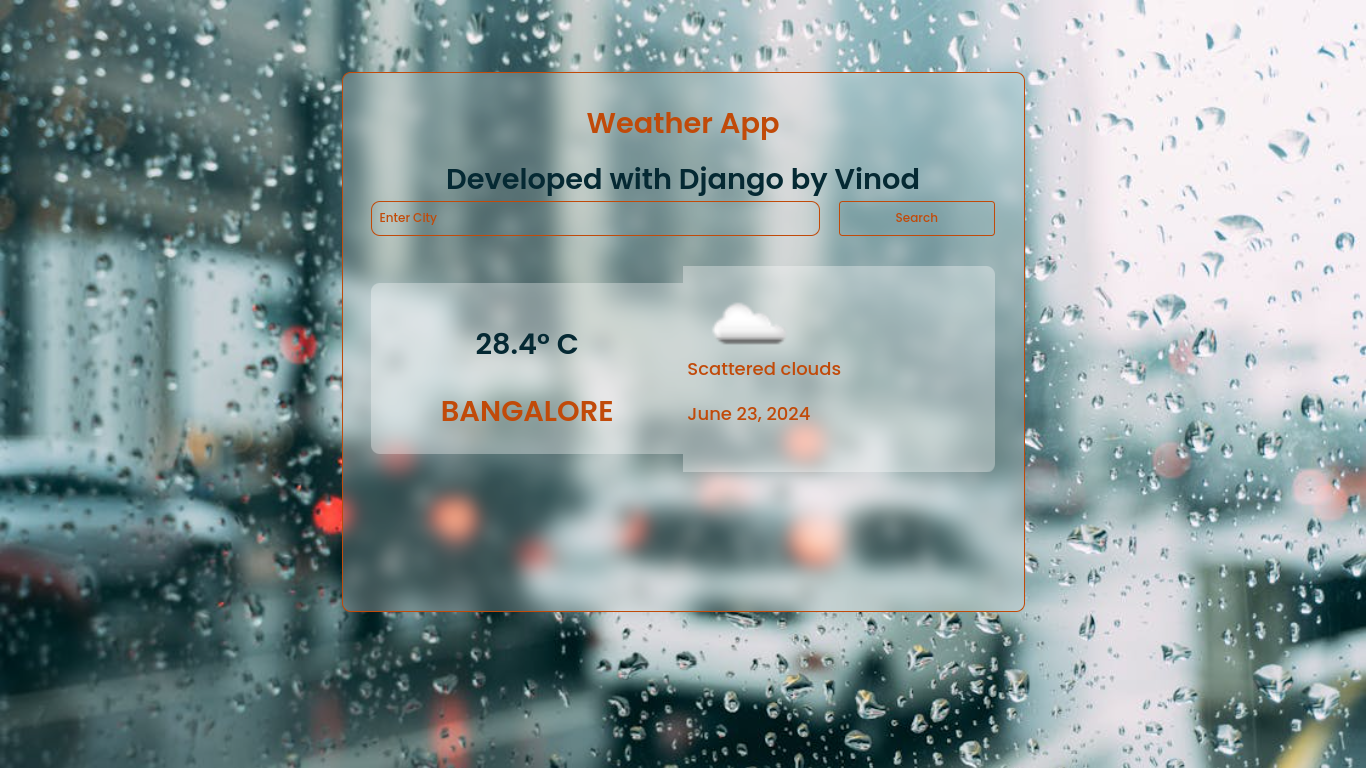 Weather App
Developed with Django by Vinod
Enter City
Search
28.4° C
BANGALORE
Scattered clouds
June 23, 2024